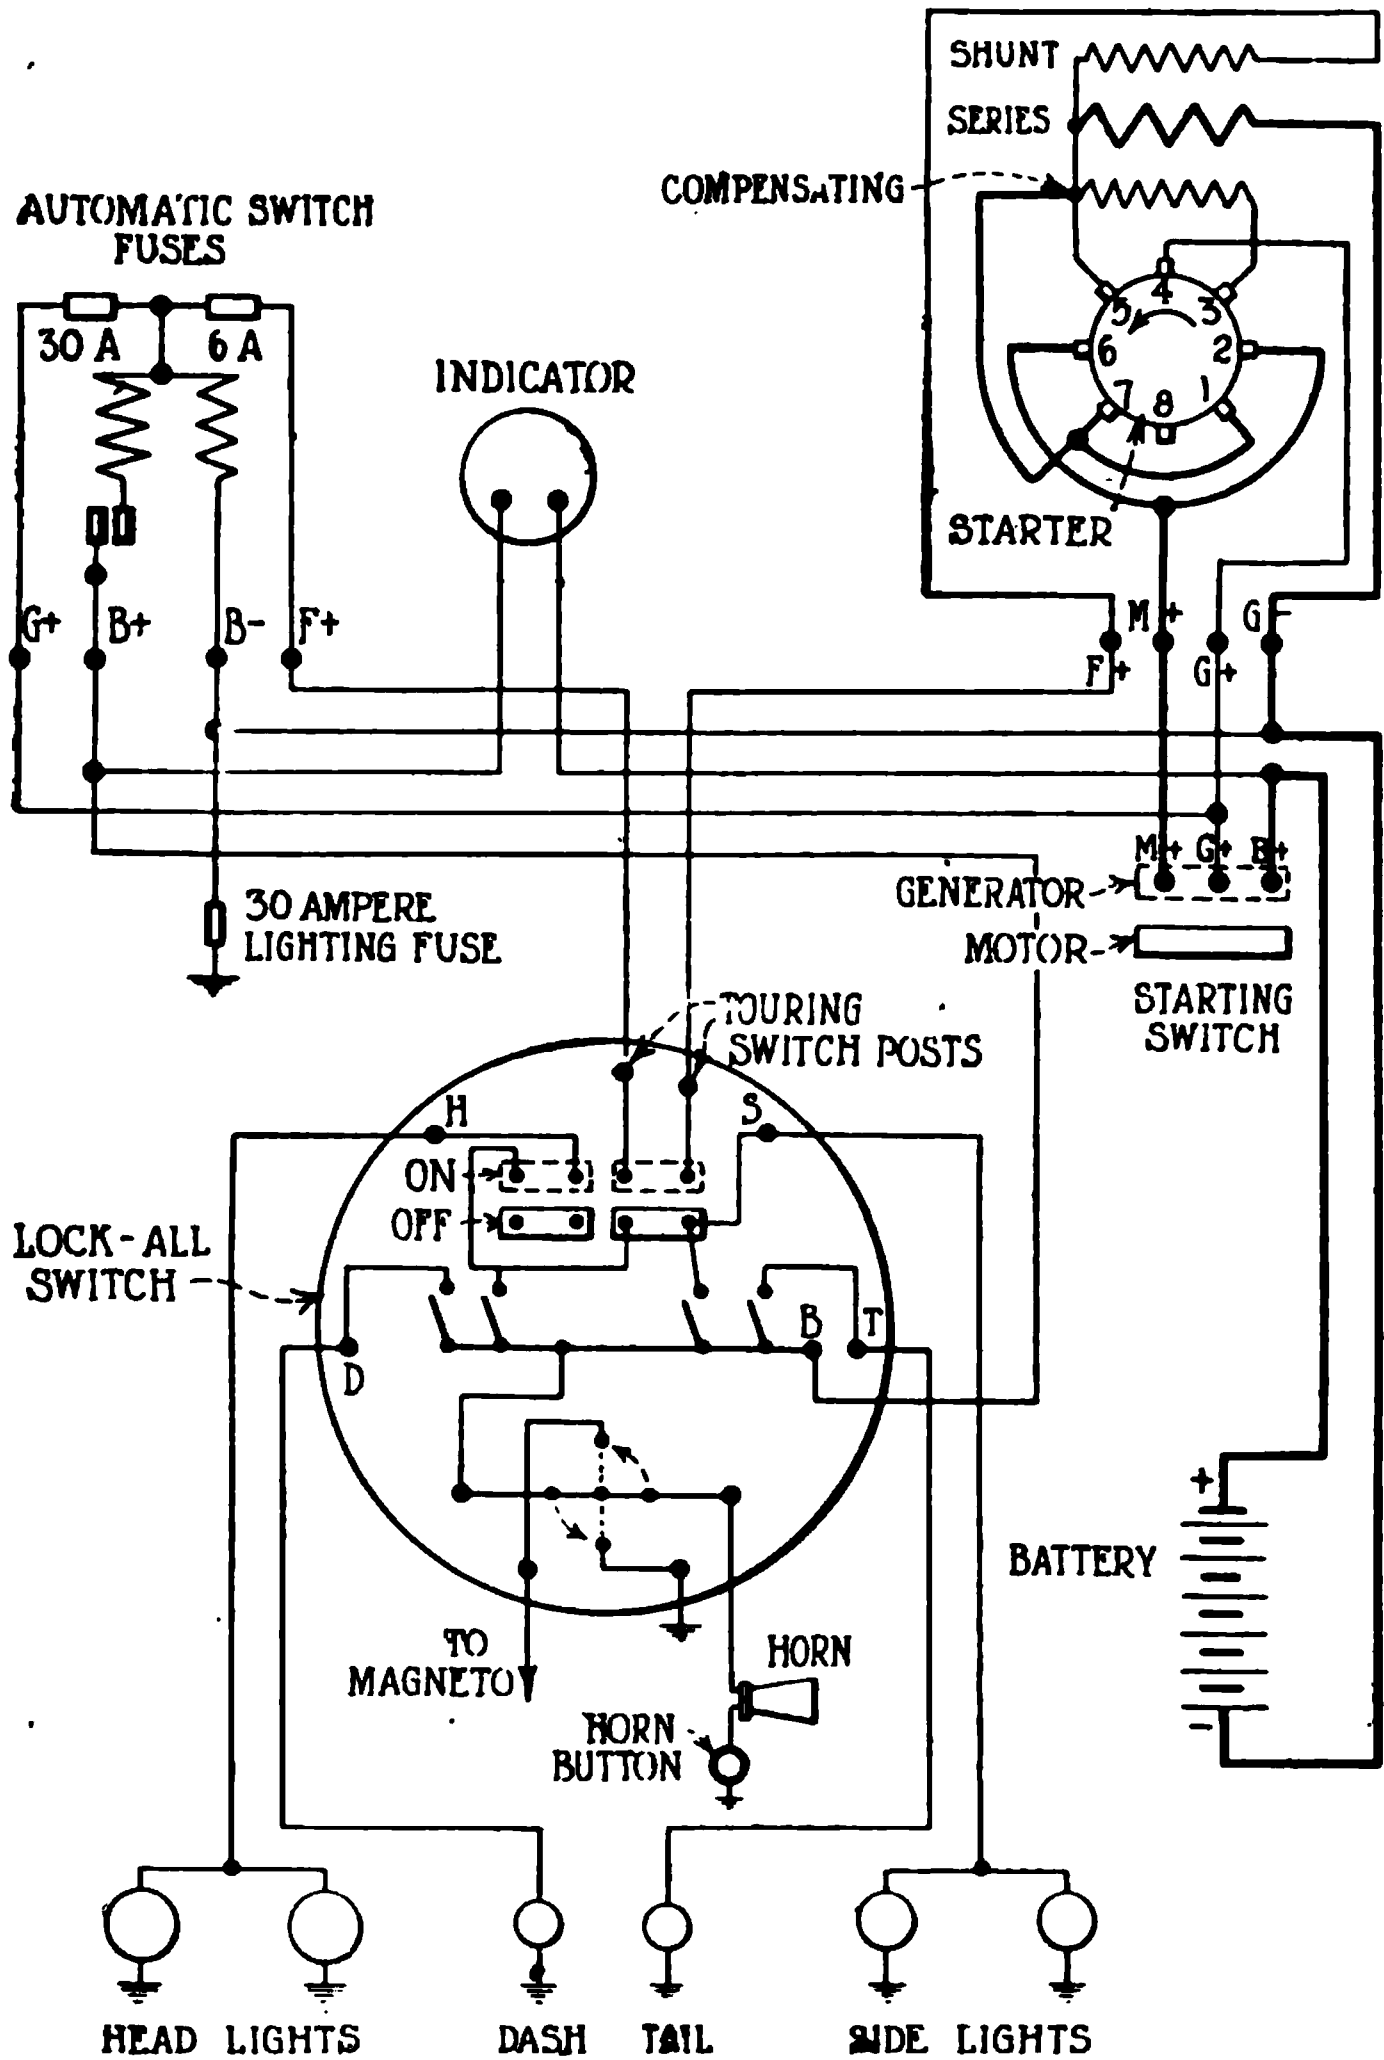 SHUNT
SERIES
COMPENSATING
AUTOMATIC SWITCH
FUSES
30 A
6 A
INDICATOR
5
4
3
6
2
7
8
1
STARTER
G+
B+
B-
F+
M+
G-
F+
G+
M+
G+
B+
GENERATOR
MOTOR
30 AMPERE
LIGHTING FUSE
STARTING
SWITCH
TOURING
SWITCH POSTS
H
S
ON
OFF
LOCK-ALL
SWITCH
B
T
D
+
BATTERY
-
TO
MAGNETO
HORN
HORN
BUTTON
HEAD LIGHTS
DASH
TAIL
SIDE LIGHTS